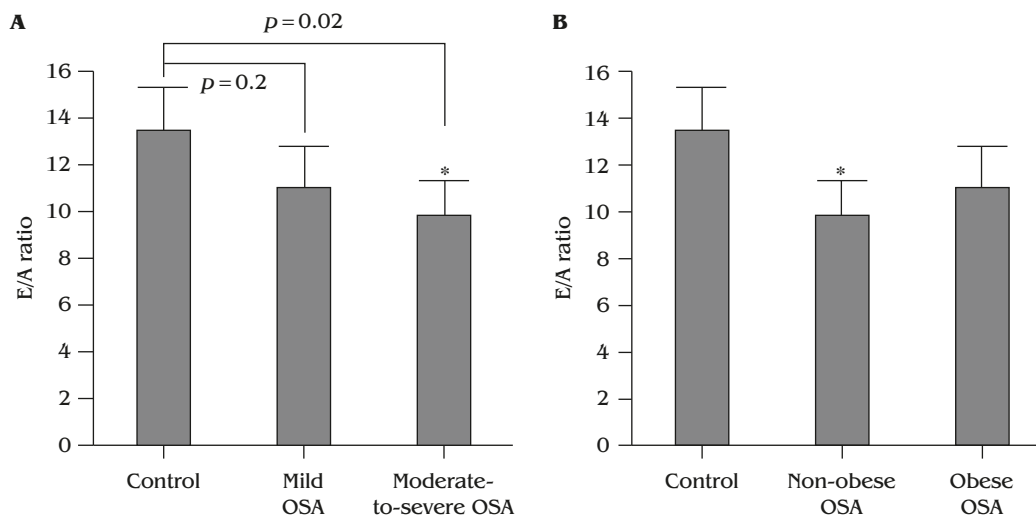 A
p = 0.02
p = 0.2
*
E/A ratio
16
14
12
10
8
6
4
2
0
Control
Mild
OSA
Moderate-
to-severe OSA
B
*
E/A ratio
16
14
12
10
8
6
4
2
0
Control
Non-obese
OSA
Obese
OSA